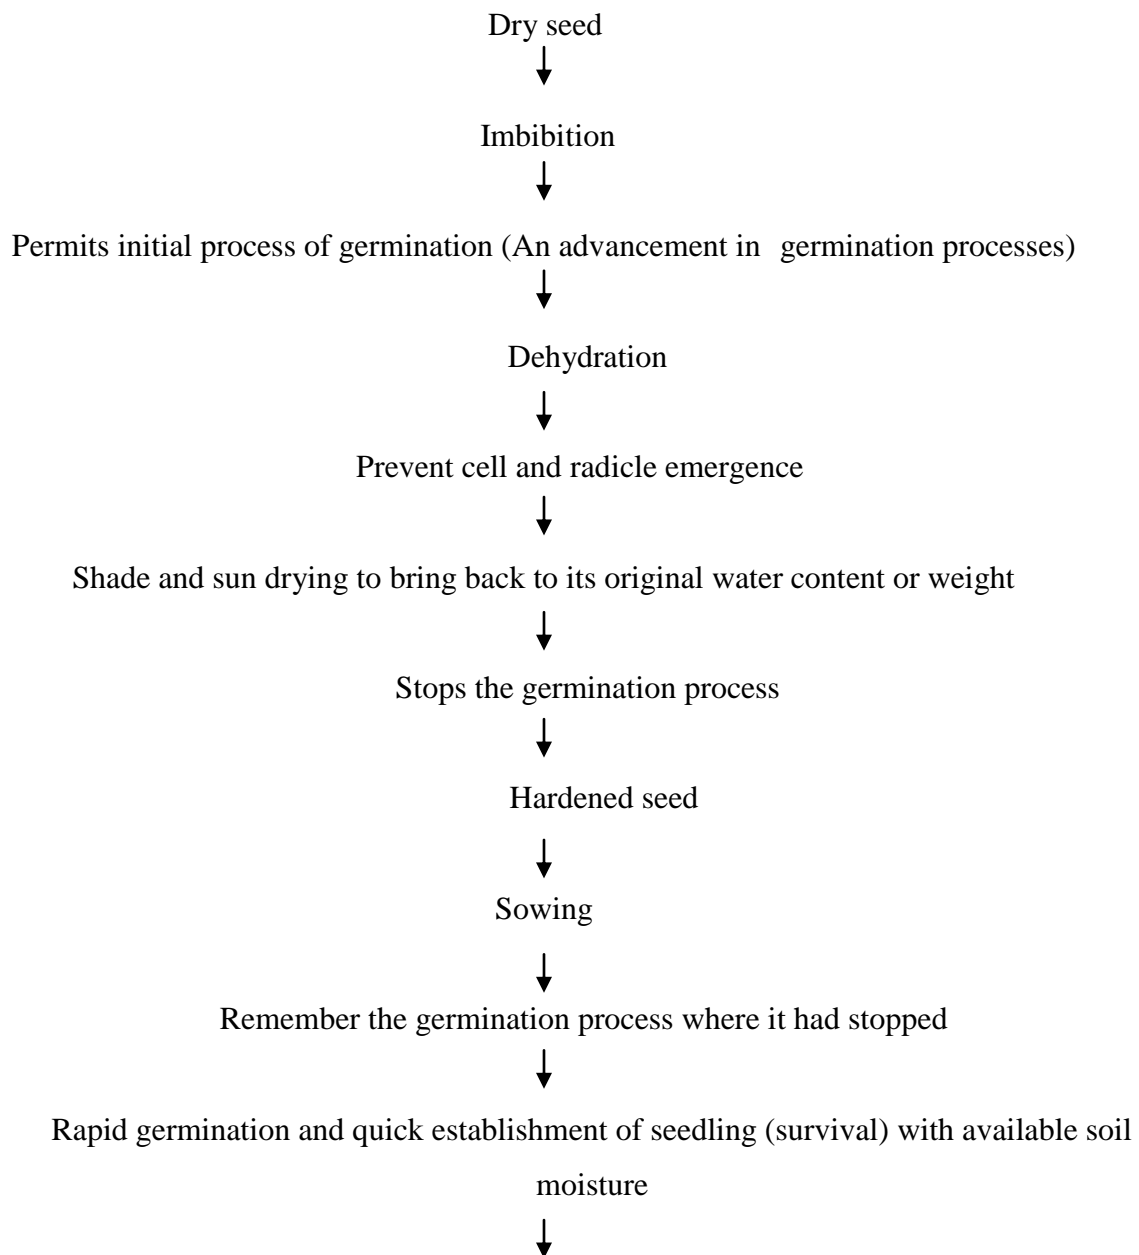 Dry seed
Imbibition
Permits initial process of germination (An advancement in germination processes)
Dehydration
Prevent cell and radicle emergence
Shade and sun drying to bring back to its original water content or weight
Stops the germination process
Hardened seed
Sowing
Remember the germination process where it had stopped
Rapid germination and quick establishment of seedling (survival) with available soil
moisture